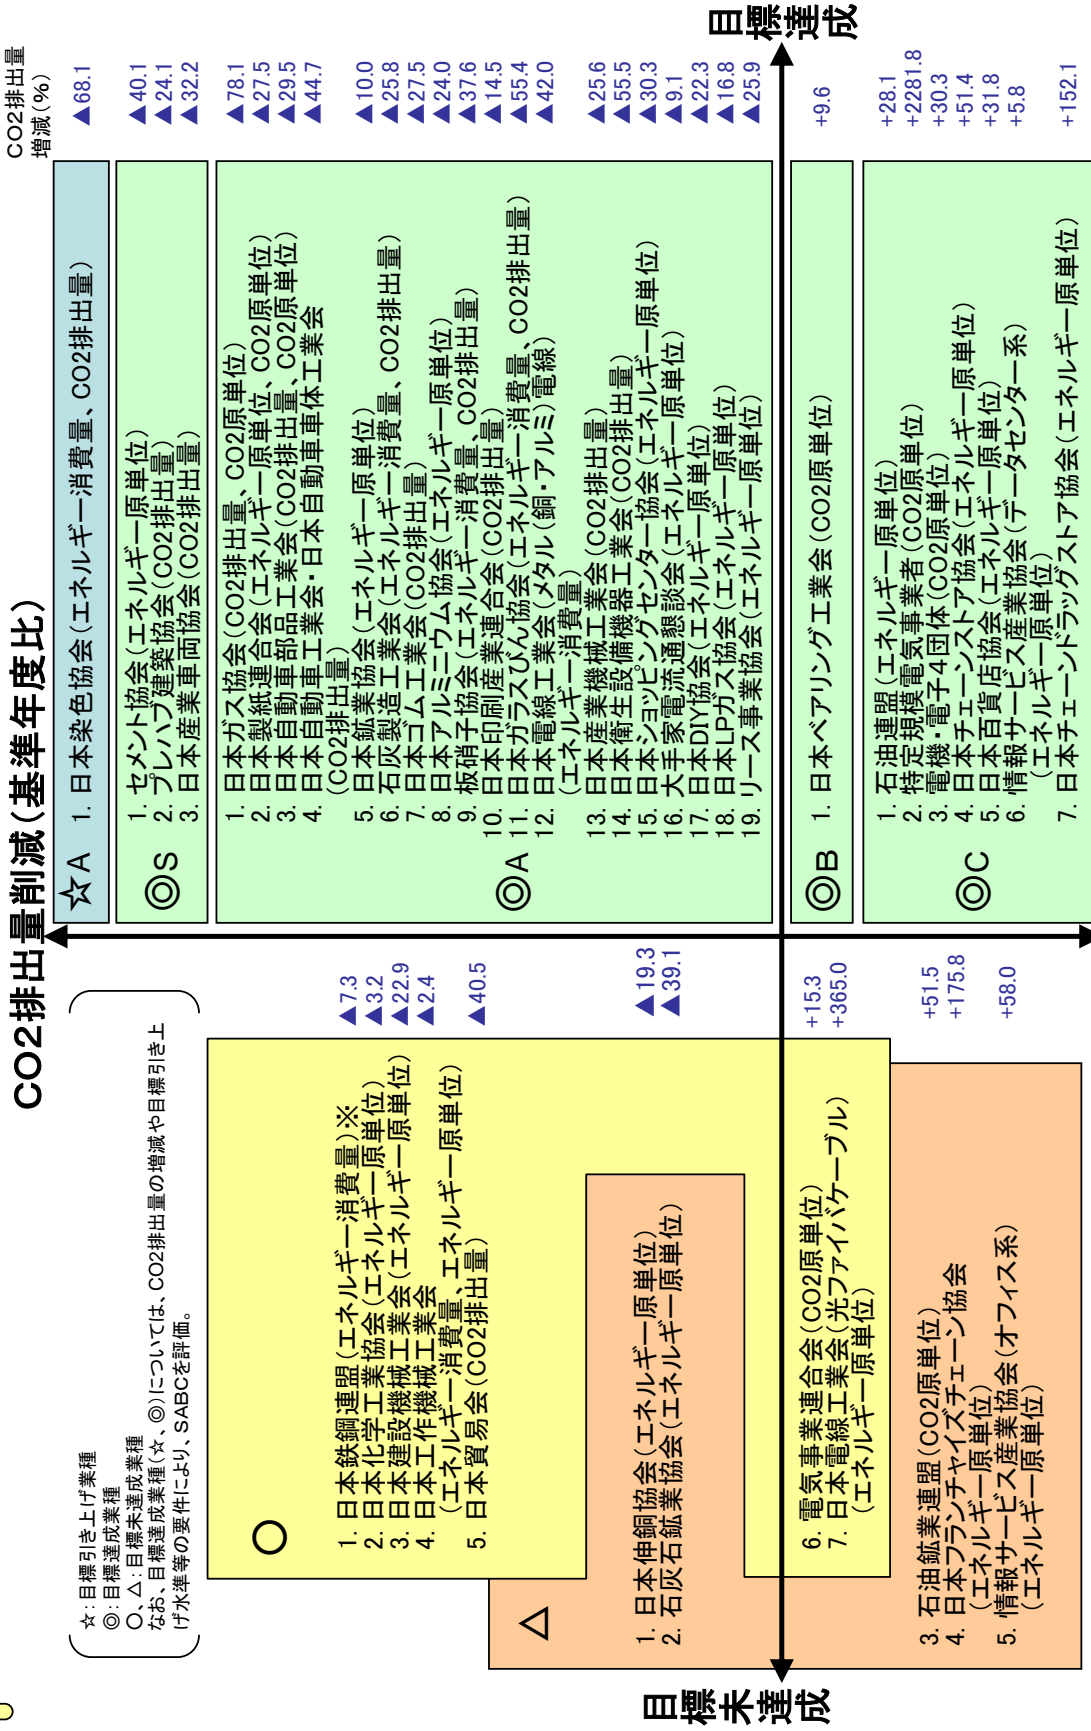 CO2排出量削減(基準年度比)
☆:目標引き上げ業種
◎:目標達成業種
○、△:目標未達成業種
なお、目標達成業種(☆、◎)については、CO2排出量の増減や目標引き上
げ水準等の要件により、SABCを評価。
CO2排出量
増減(%)
☆A
1. 日本染色協会(エネルギー消費量、CO2排出量) ▲68.1
◎S
1. セメント協会(エネルギー原単位) ▲40.1
2. プレハブ建築協会(CO2排出量) ▲24.1
3. 日本産業車両協会(CO2排出量) ▲32.2
◎A
1. 日本ガス協会(CO2排出量、CO2原単位) ▲78.1
2. 日本製紙連合会(エネルギー原単位、CO2原単位) ▲27.5
3. 日本自動車部品工業会(CO2排出量、CO2原単位) ▲29.5
4. 日本自動車工業会・日本自動車車体工業会 ▲44.7
(CO2排出量)
5. 日本鉱業協会(エネルギー原単位) ▲10.0
6. 石灰製造工業会(エネルギー消費量、CO2排出量) ▲25.8
7. 日本ゴム工業会(CO2排出量) ▲27.5
8. 日本アルミニウム協会(エネルギー原単位) ▲24.0
9. 板硝子協会(エネルギー消費量、CO2排出量) ▲37.6
10. 日本印刷産業連合会(CO2排出量) ▲14.5
11. 日本ガラスびん協会(エネルギー消費量、CO2排出量) ▲55.4
12. 日本電線工業会(メタル(銅・アルミ)電線) ▲42.0
(エネルギー消費量)
13. 日本産業機械工業会(CO2排出量) ▲25.6
14. 日本衛生設備機器工業会(CO2排出量) ▲55.5
15. 日本ショッピングセンター協会(エネルギー原単位) ▲30.3
16. 大手家電流通懇談会(エネルギー原単位) ▲9.1
17. 日本DIY協会(エネルギー原単位) ▲22.3
18. 日本LPガス協会(エネルギー原単位) ▲16.8
19. リース事業協会(エネルギー原単位) ▲25.9
目標達成
◎B
1. 日本ベアリング工業会(CO2原単位) +9.6
◎C
1. 石油連盟(エネルギー原単位) +28.1
2. 特定規模電気事業者(CO2原単位) +2281.8
3. 電機・電子4団体(CO2原単位) +30.3
4. 日本チェーンストア協会(エネルギー原単位) +51.4
5. 日本百貨店協会(エネルギー原単位) +31.8
6. 情報サービス産業協会(データセンター系) +5.8
(エネルギー原単位)
7. 日本チェーンドラッグストア協会(エネルギー原単位) +152.1
○
1. 日本鉄鋼連盟(エネルギー消費量)※ ▲7.3
2. 日本化学工業協会(エネルギー原単位) ▲3.2
3. 日本建設機械工業会(エネルギー原単位) ▲22.9
4. 日本工作機械工業会 ▲2.4
(エネルギー消費量、エネルギー原単位)
5. 日本貿易会(CO2排出量) ▲40.5
△
1. 日本伸銅協会(エネルギー原単位) ▲19.3
2. 石灰石鉱業協会(エネルギー原単位) ▲39.1
目標未達成
6. 電気事業連合会(CO2原単位) +15.3
7. 日本電線工業会(光ファイバケーブル) +365.0
(エネルギー原単位)
3. 石油鉱業連盟(CO2原単位) +51.5
4. 日本フランチャイズチェーン協会 +175.8
(エネルギー原単位)
5. 情報サービス産業協会(オフィス系) +58.0
(エネルギー原単位)